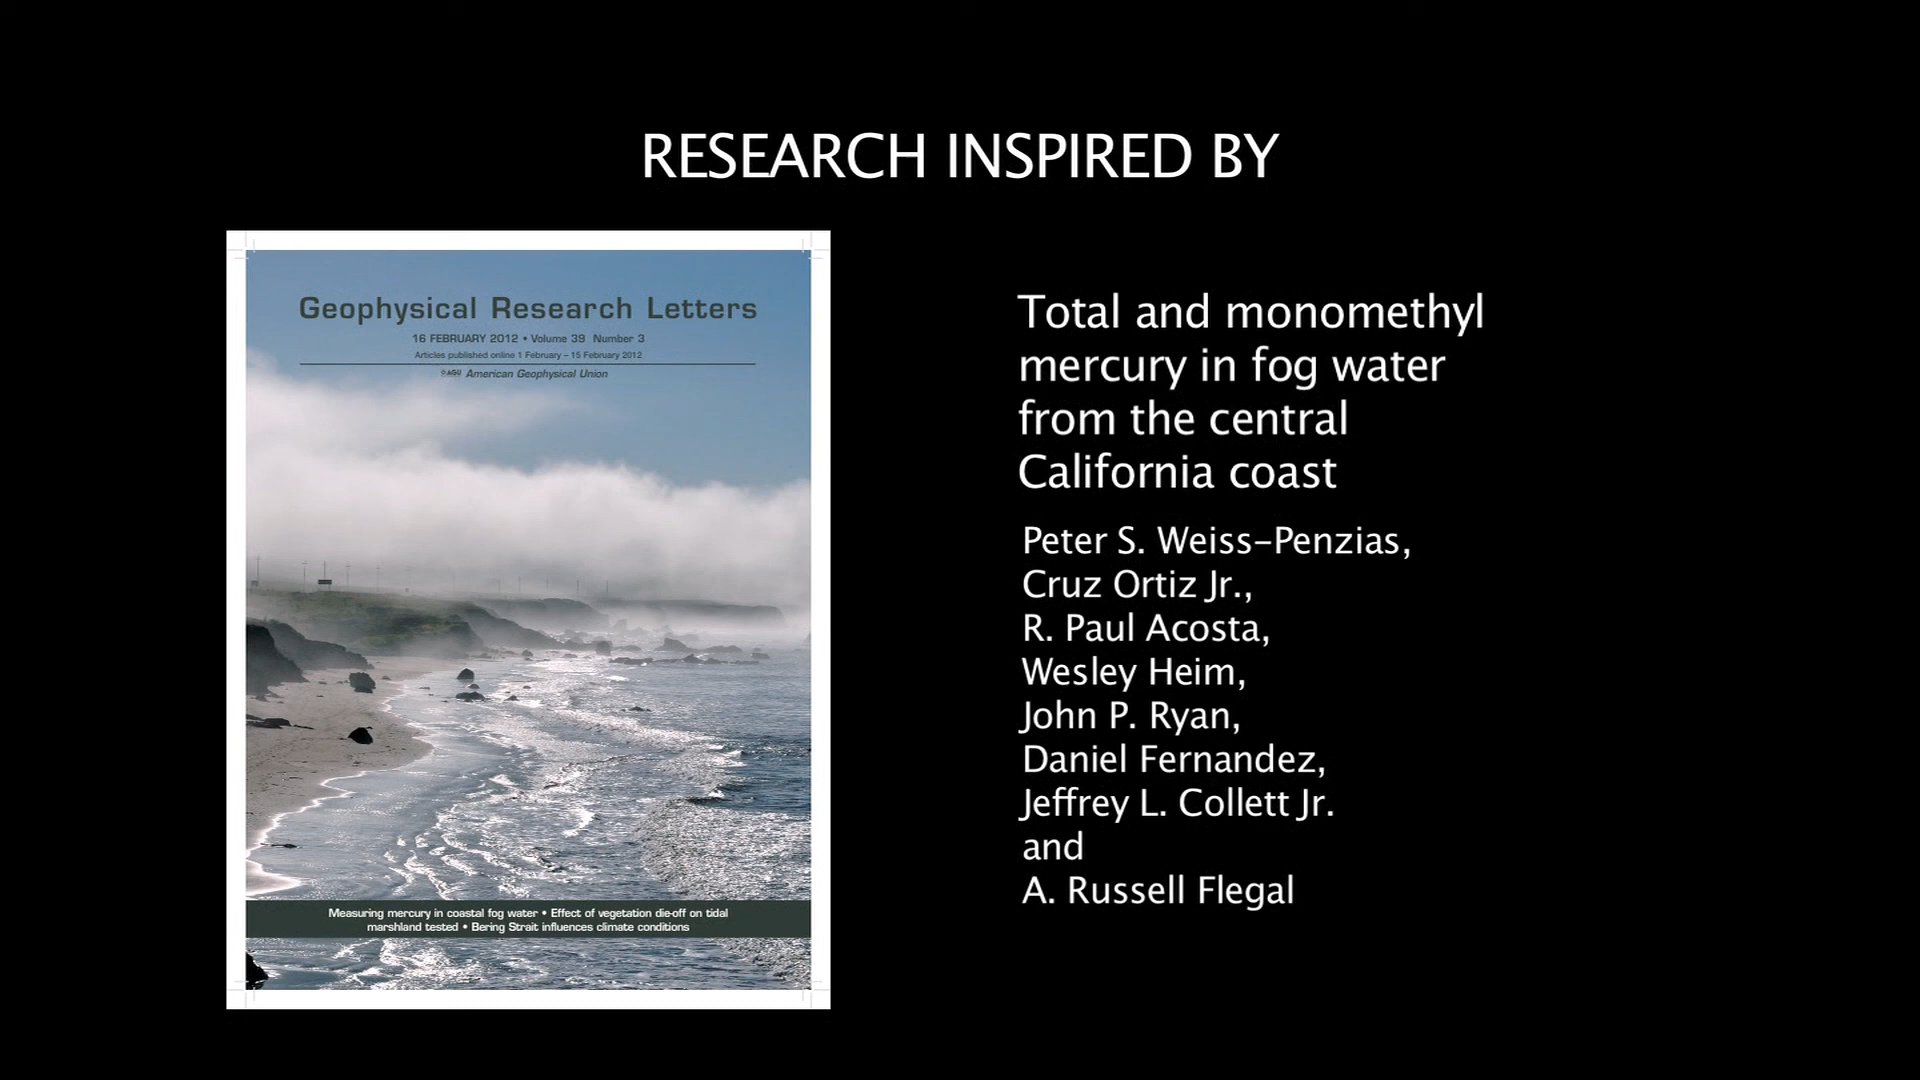 RESEARCH INSPIRED BY
Geophysical Research Letters
16 FEBRUARY 2012 • Volume 39 Number 3
Articles published online 1 February – 15 February 2012
AGU American Geophysical Union
Measuring mercury in coastal fog water • Effect of vegetation die-off on tidal
marshland tested • Bering Strait influences climate conditions
Total and monomethyl
mercury in fog water
from the central
California coast
Peter S. Weiss–Penzias,
Cruz Ortiz Jr.,
R. Paul Acosta,
Wesley Heim,
John P. Ryan,
Daniel Fernandez,
Jeffrey L. Collett Jr.
and
A. Russell Flegal